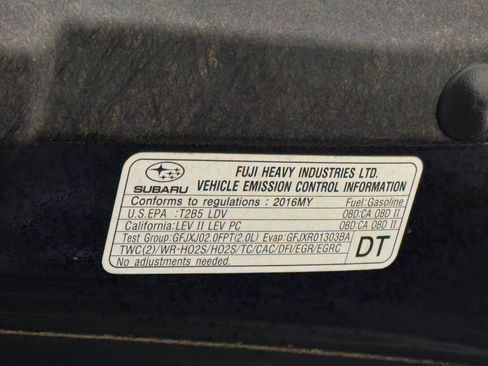 SUBARU
FUJI HEAVY INDUSTRIES LTD.
VEHICLE EMISSION CONTROL INFORMATION
Conforms to regulations : 2016MY Fuel:Gasoline
U.S.EPA :T2B5 LDV OBD:CA OBD II
California:LEV II LEV PC OBD:CA OBD II
Test Group:GFJXJ02.0FPT(2.0L) Evap:GFJXR01303BA
TWC(2)/WR-HO2S/HO2S/TC/CAC/DFI/EGR/EGRC
No adjustments needed.
DT